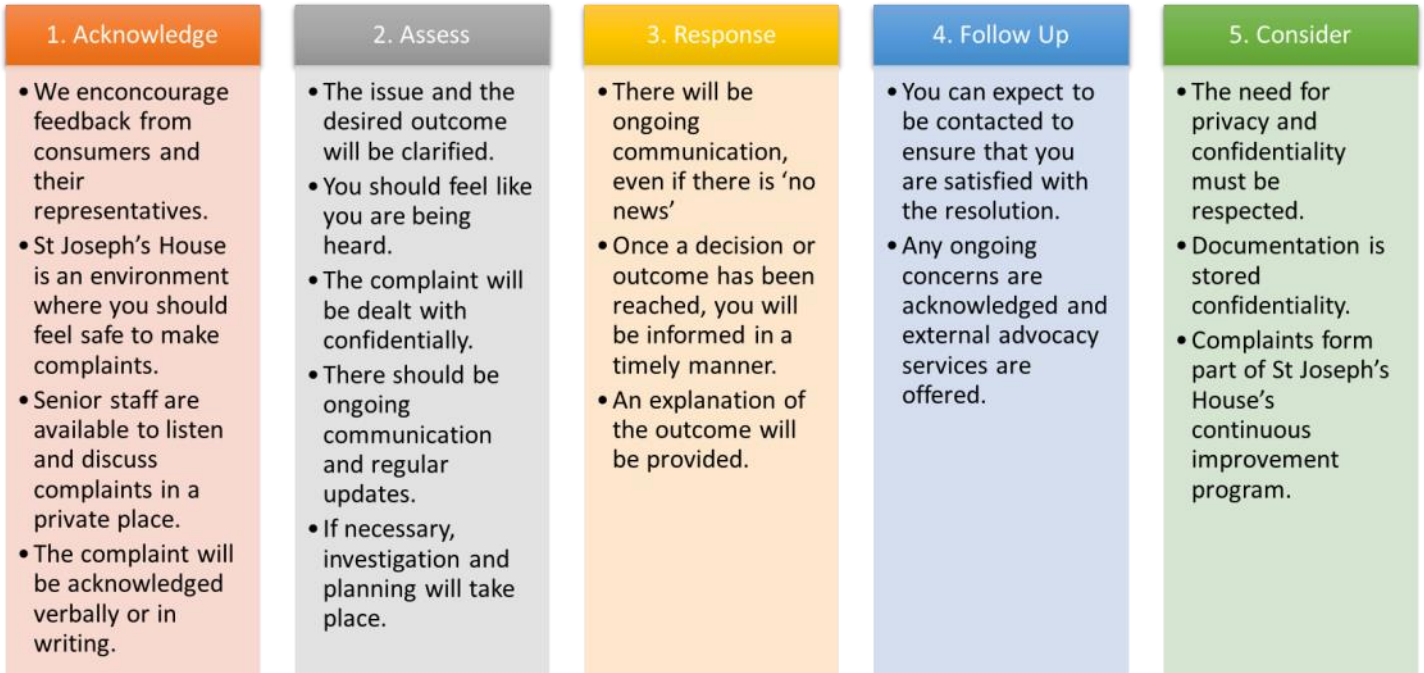 1. Acknowledge
• We enconcourage
feedback from
consumers and
their
representatives.
• St Joseph’s House
is an environment
where you should
feel safe to make
complaints.
• Senior staff are
available to listen
and discuss
complaints in a
private place.
• The complaint will
be acknowledged
verbally or in
writing.
2. Assess
• The issue and the
desired outcome
will be clarified.
• You should feel like
you are being
heard.
• The complaint will
be dealt with
confidentially.
• There should be
ongoing
communication
and regular
updates.
• If necessary,
investigation and
planning will take
place.
3. Response
• There will be
ongoing
communication,
even if there is ‘no
news’
• Once a decision or
outcome has been
reached, you will
be informed in a
timely manner.
• An explanation of
the outcome will
be provided.
4. Follow Up
• You can expect to
be contacted to
ensure that you
are satisfied with
the resolution.
• Any ongoing
concerns are
acknowledged and
external advocacy
services are
offered.
5. Consider
• The need for
privacy and
confidentiality
must be
respected.
• Documentation is
stored
confidentiality.
• Complaints form
part of St Joseph’s
House’s
continuous
improvement
program.